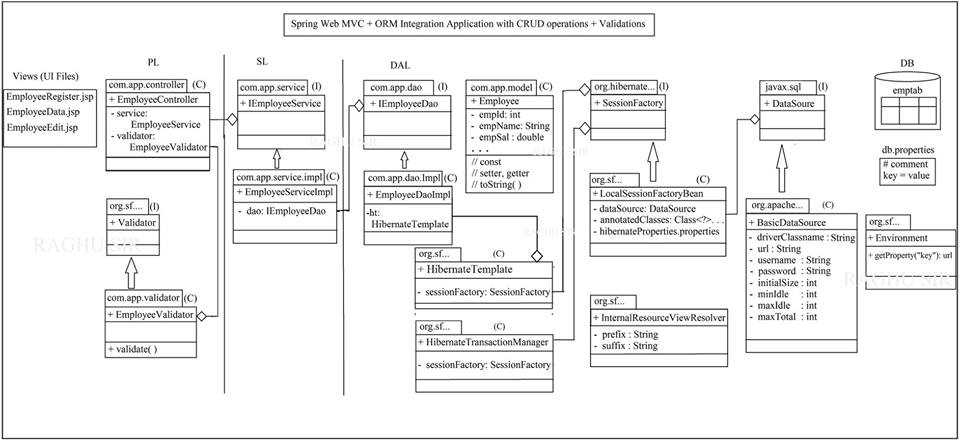 Spring Web MVC + ORM Integration Application with CRUD operations + Validations
PL
SL
DAL
DB
Views (UI Files)
EmployeeRegister.jsp
EmployeeData.jsp
EmployeeEdit.jsp
com.app.controller (C)
+ EmployeeController
- service:
EmployeeService
- validator:
EmployeeValidator
org.sf.... (I)
+ Validator
com.app.validator (C)
+ EmployeeValidator
+ validate( )
com.app.service (I)
+ IEmployeeService
com.app.service.impl (C)
+ EmployeeServiceImpl
- dao: IEmployeeDao
com.app.dao (I)
+ IEmployeeDao
com.app.dao.Impl (C)
+ EmployeeDaoImpl
-ht:
HibernateTemplate
com.app.model (C)
+ Employee
- empId: int
- empName: String
- empSal : double
. . .
// const
// setter, getter
// toString( )
org.sf... (C)
+ HibernateTemplate
- sessionFactory: SessionFactory
org.sf... (C)
+ HibernateTransactionManager
- sessionFactory: SessionFactory
org.hibernate... (I)
+ SessionFactory
org.sf... (C)
+ LocalSessionFactoryBean
- dataSource: DataSource
- annotatedClasses: Class<?>...
- hibernateProperties.properties
org.sf...
+ InternalResourceViewResolver
- prefix : String
- suffix : String
javax.sql (I)
+ DataSoure
org.apache... (C)
+ BasicDataSource
- driverClassname : String
- url : String
- username : String
- password : String
- initialSize : int
- minIdle : int
- maxIdle : int
- maxTotal : int
emptab
db.properties
# comment
key = value
org.sf... (I)
+ Environment
+ getProperty("key"): url
RAGHU SIR
RAGHU SIR
RAGHU SIR
RAGHU SIR
RAGHU SIR